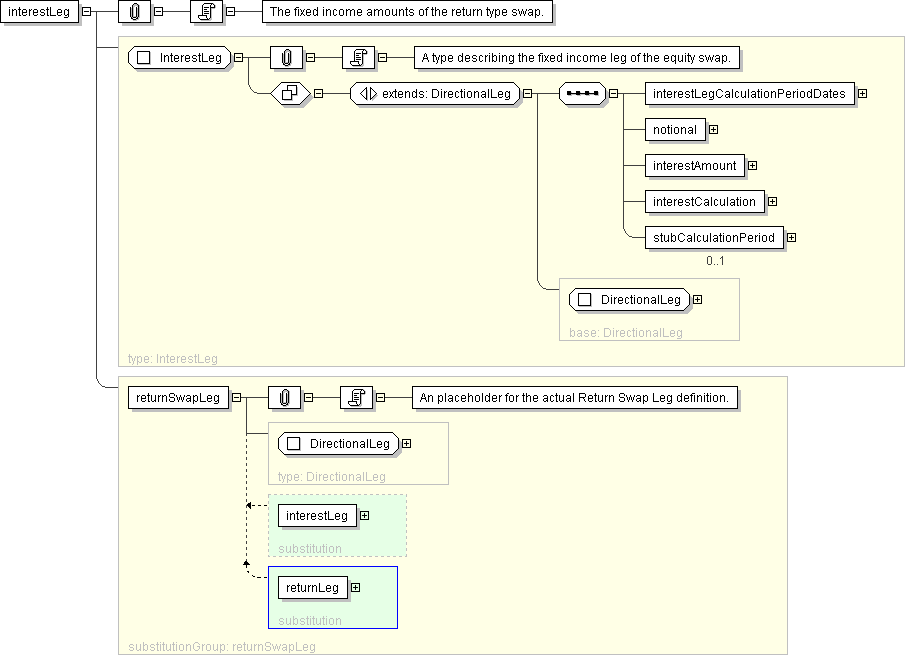 interestLeg
The fixed income amounts of the return type swap.
InterestLeg
A type describing the fixed income leg of the equity swap.
extends: DirectionalLeg
interestLegCalculationPeriodDates
notional
interestAmount
interestCalculation
stubCalculationPeriod
0..1
DirectionalLeg
base: DirectionalLeg
type: InterestLeg
returnSwapLeg
An placeholder for the actual Return Swap Leg definition.
DirectionalLeg
type: DirectionalLeg
interestLeg
substitution
returnLeg
substitution
substitutionGroup: returnSwapLeg